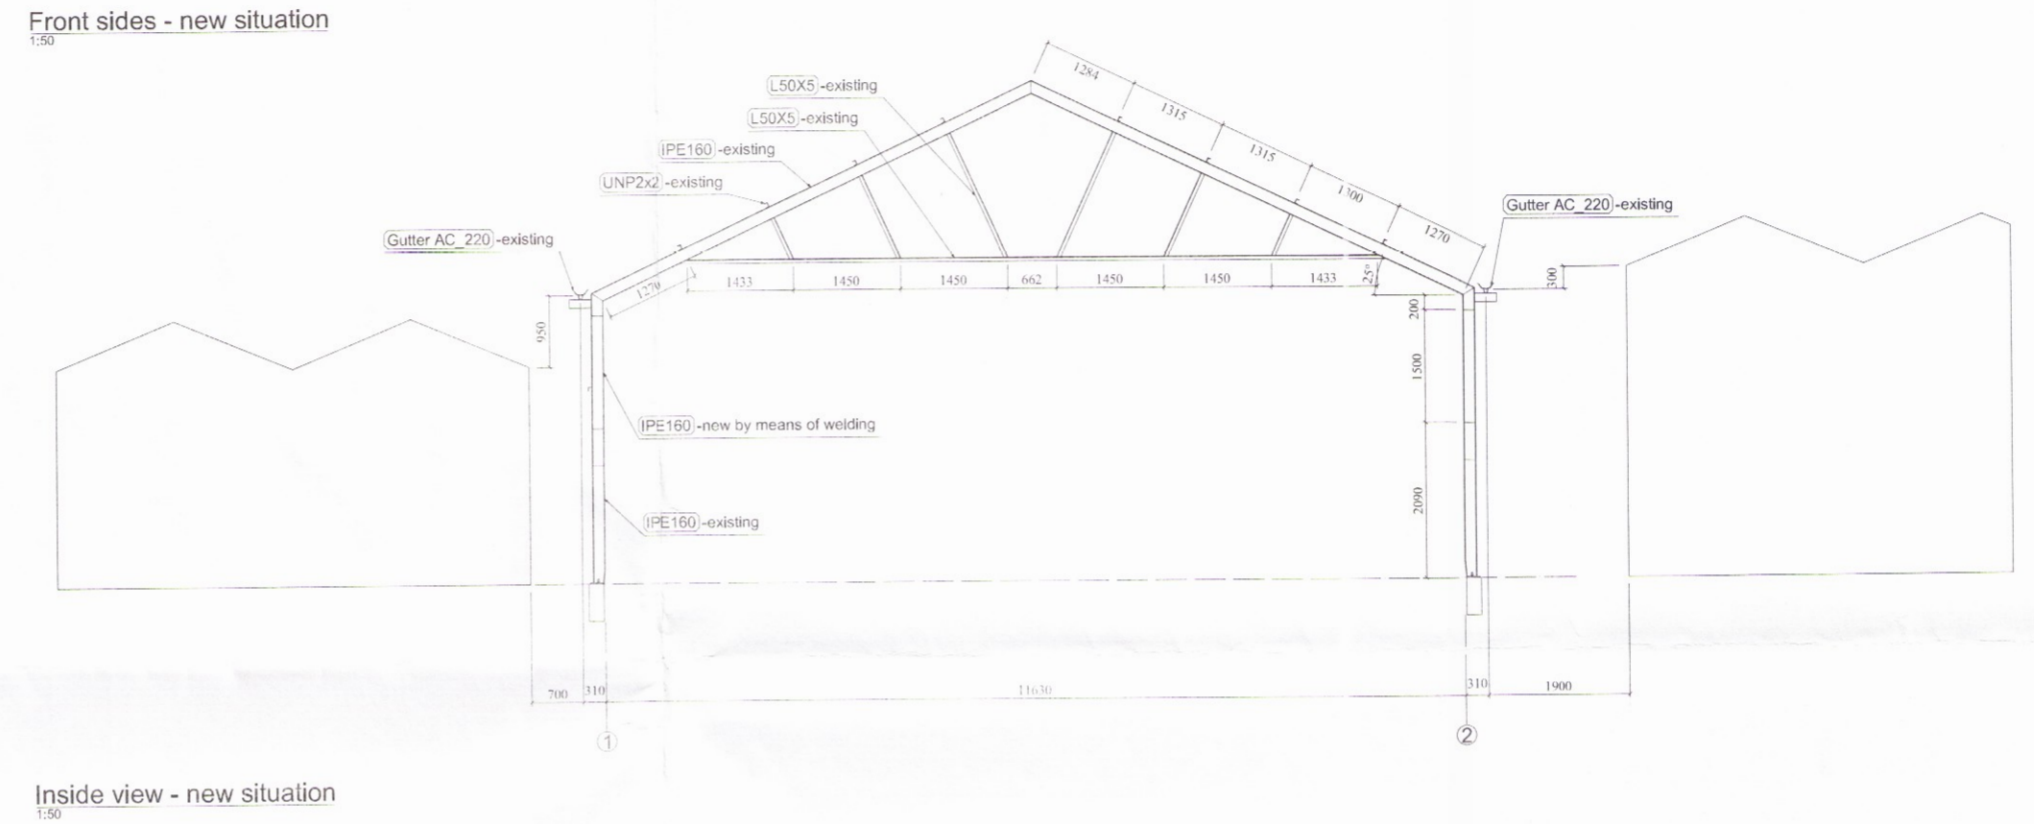 Front sides - new situation
1:50
L50X5 -existing
L50X5 -existing
IPE160 -existing
UNP2x2 -existing
Gutter AC_220 -existing
Gutter AC_220 -existing
1284
1315
1315
1300
1270
1270
1433
1450
1450
662
1450
1450
1433
25°
300
950
200
1500
2090
IPE160 -new by means of welding
IPE160 -existing
700
310
11630
310
1900
1
2
Inside view - new situation
1:50